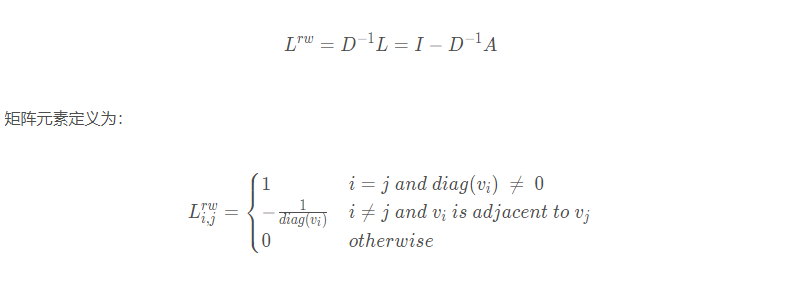 L^{rw} = D^{-1}L = I − D^{-1}A
矩阵元素定义为：
L^{rw}_{i,j} = { 1 i = j and diag(v_i) ≠ 0
−\frac{1}{diag(v_i)} i ≠ j and v_i is adjacent to v_j
0 otherwise